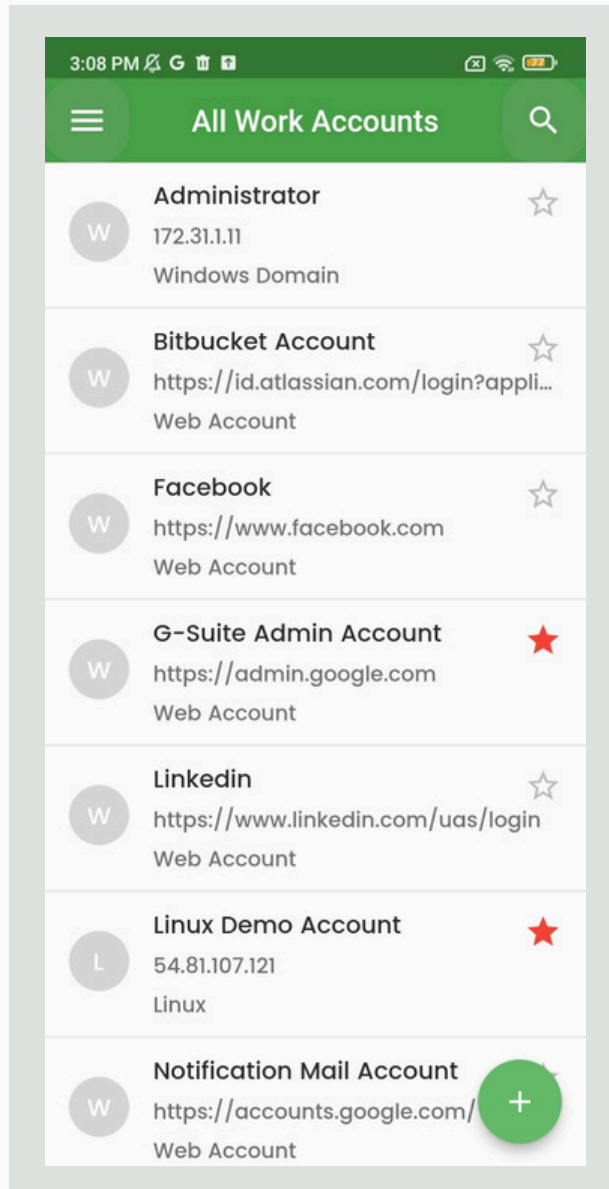 3:08 PM G 77
All Work Accounts
Administrator
W
172.31.1.11
Windows Domain
Bitbucket Account
W
https://id.atlassian.com/login?appli...
Web Account
Facebook
W
https://www.facebook.com
Web Account
G-Suite Admin Account
W
https://admin.google.com
Web Account
Linkedin
W
https://www.linkedin.com/uas/login
Web Account
Linux Demo Account
L
54.81.107.121
Linux
Notification Mail Account
W
https://accounts.google.com/
+
Web Account